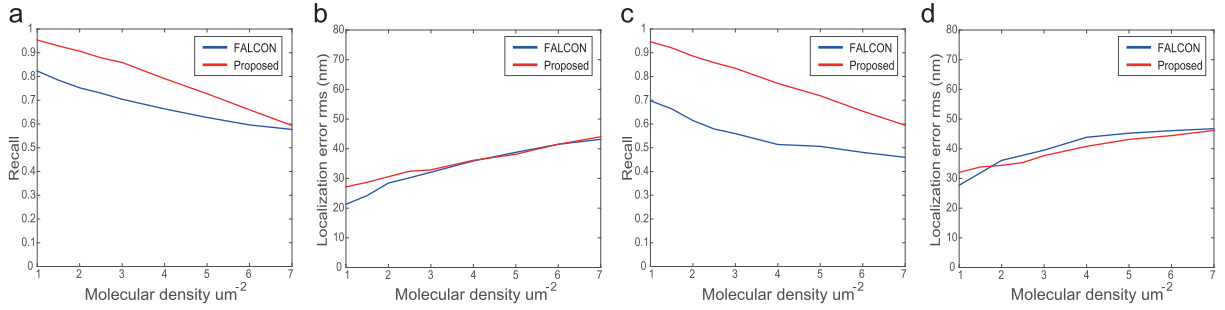 a
1
0.9
0.8
0.7
0.6
0.5
0.4
0.3
0.2
0.1
0
Recall
FALCON
Proposed
1 2 3 4 5 6 7
Molecular density um-2
b
80
70
60
50
40
30
20
10
0
Localization error rms (nm)
FALCON
Proposed
1 2 3 4 5 6 7
Molecular density um-2
c
1
0.9
0.8
0.7
0.6
0.5
0.4
0.3
0.2
0.1
0
Recall
FALCON
Proposed
1 2 3 4 5 6 7
Molecular density um-2
d
80
70
60
50
40
30
20
10
0
Localization error rms (nm)
FALCON
Proposed
1 2 3 4 5 6 7
Molecular density um-2